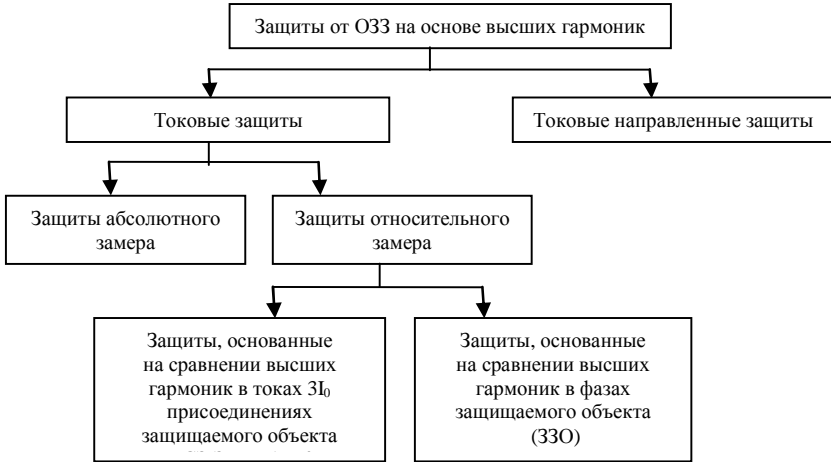 Защиты от ОЗЗ на основе высших гармоник
Токовые защиты
Токовые направленные защиты
Защиты абсолютного
замера
Защиты относительного
замера
Защиты, основанные
на сравнении высших
гармоник в токах 3I₀
присоединениях
защищаемого объекта
Защиты, основанные
на сравнении высших
гармоник в фазах
защищаемого объекта
(ЗЗО)